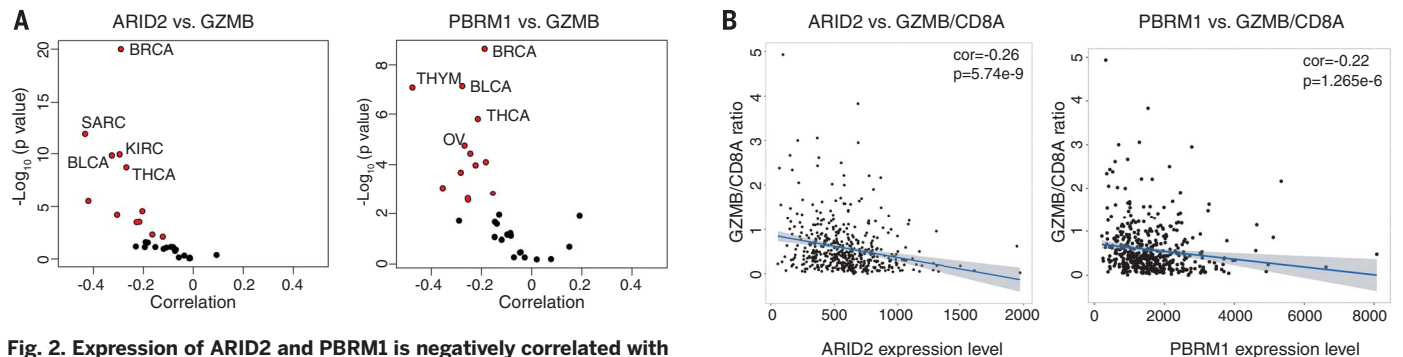 A
ARID2 vs. GZMB
-Log10 (p value)
20
15
10
5
0
BRCA
SARC
KIRC
BLCA
THCA
-0.4 -0.2 0 0.2 0.4
Correlation
PBRM1 vs. GZMB
-Log10 (p value)
8
6
4
2
0
BRCA
THYM
BLCA
THCA
OV
-0.4 -0.2 0 0.2 0.4
Correlation
B
ARID2 vs. GZMB/CD8A
cor=-0.26
p=5.74e-9
GZMB/CD8A ratio
5
4
3
2
1
0
0 500 1000 1500 2000
ARID2 expression level
PBRM1 vs. GZMB/CD8A
cor=-0.22
p=1.265e-6
GZMB/CD8A ratio
5
4
3
2
1
0
0 2000 4000 6000 8000
PBRM1 expression level
Fig. 2. Expression of ARID2 and PBRM1 is negatively correlated with